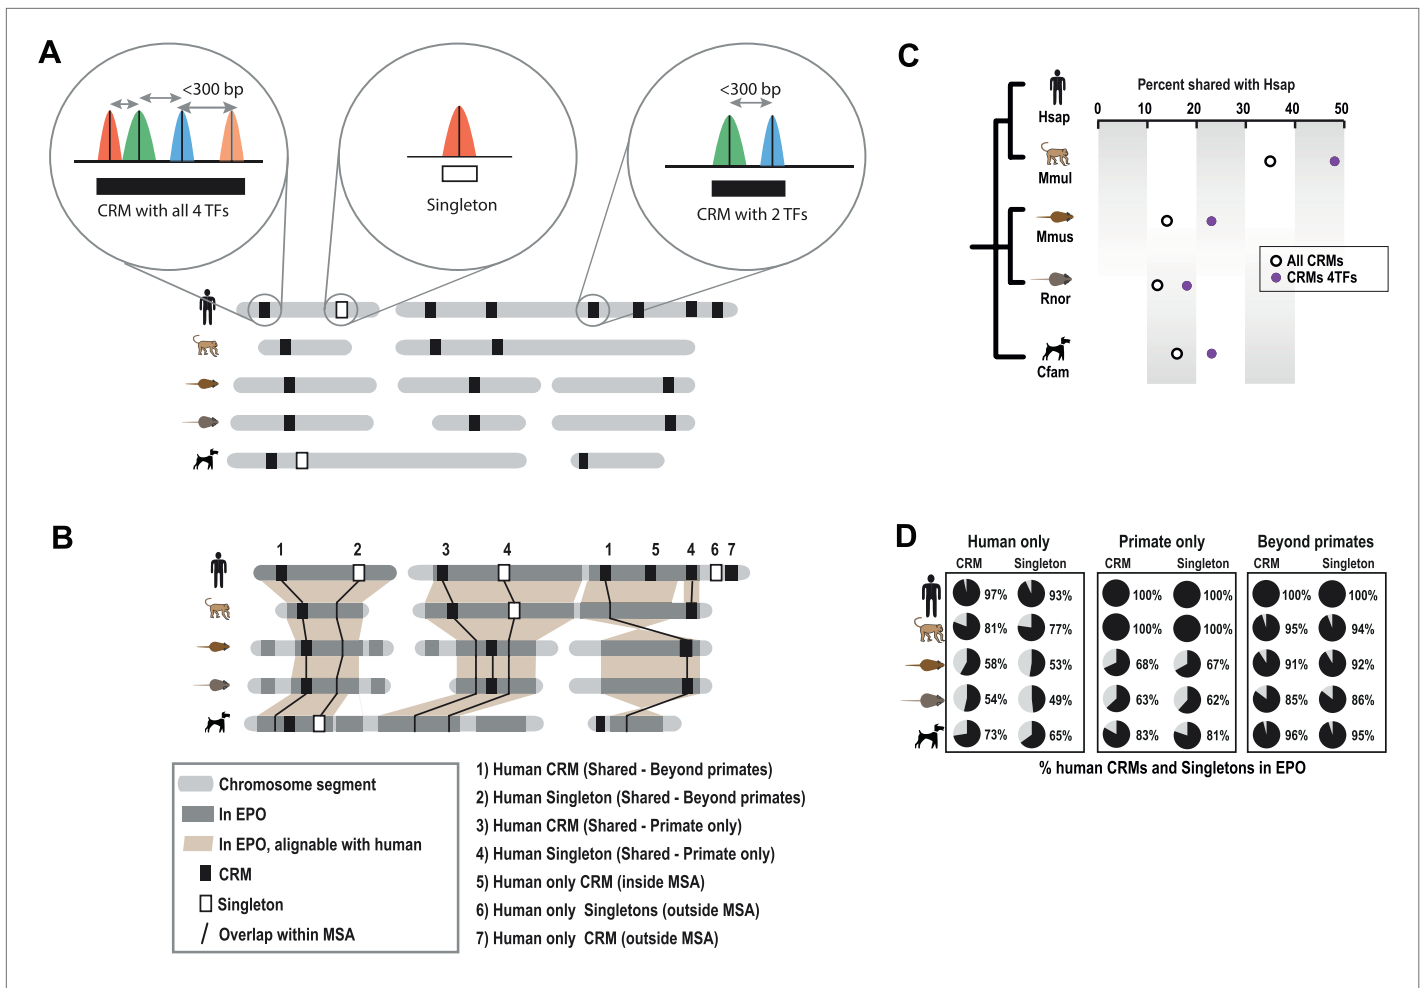 A
<300 bp
CRM with all 4 TFs
Singleton
<300 bp
CRM with 2 TFs
B
1 2 3 4 1 5 4 6 7
Chromosome segment
In EPO
In EPO, alignable with human
CRM
Singleton
Overlap within MSA
1) Human CRM (Shared - Beyond primates)
2) Human Singleton (Shared - Beyond primates)
3) Human CRM (Shared - Primate only)
4) Human Singleton (Shared - Primate only)
5) Human only CRM (inside MSA)
6) Human only Singletons (outside MSA)
7) Human only CRM (outside MSA)
C
Percent shared with Hsap
0 10 20 30 40 50
Hsap
Mmul
Mmus
Rnor
Cfam
All CRMs
CRMs 4TFs
D
Human only Primate only Beyond primates
CRM Singleton CRM Singleton CRM Singleton
97% 93% 100% 100% 100% 100%
81% 77% 100% 100% 95% 94%
58% 53% 68% 67% 91% 92%
54% 49% 63% 62% 85% 86%
73% 65% 83% 81% 96% 95%
% human CRMs and Singletons in EPO